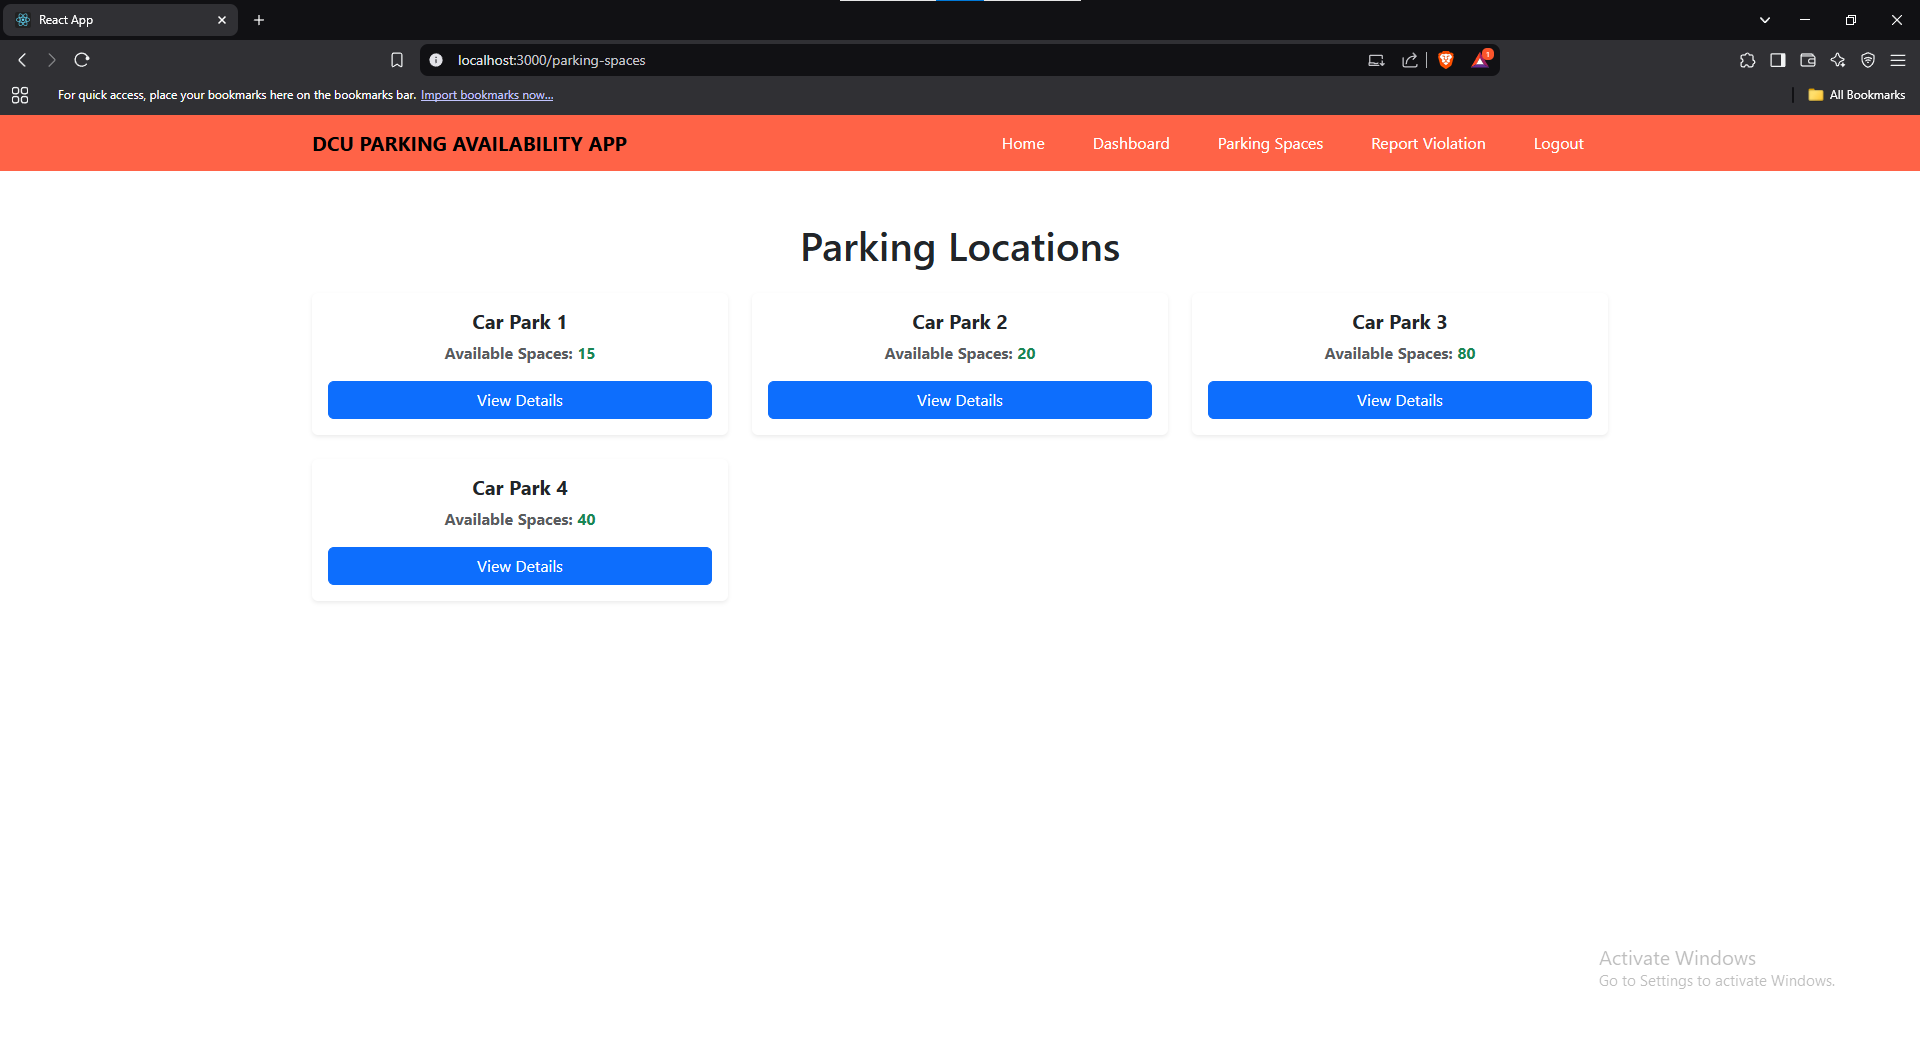 React App
localhost:3000/parking-spaces
1
For quick access, place your bookmarks here on the bookmarks bar. Import bookmarks now...
All Bookmarks
DCU PARKING AVAILABILITY APP
Home
Dashboard
Parking Spaces
Report Violation
Logout
Parking Locations
Car Park 1
Available Spaces: 15
View Details
Car Park 2
Available Spaces: 20
View Details
Car Park 3
Available Spaces: 80
View Details
Car Park 4
Available Spaces: 40
View Details
Activate Windows
Go to Settings to activate Windows.